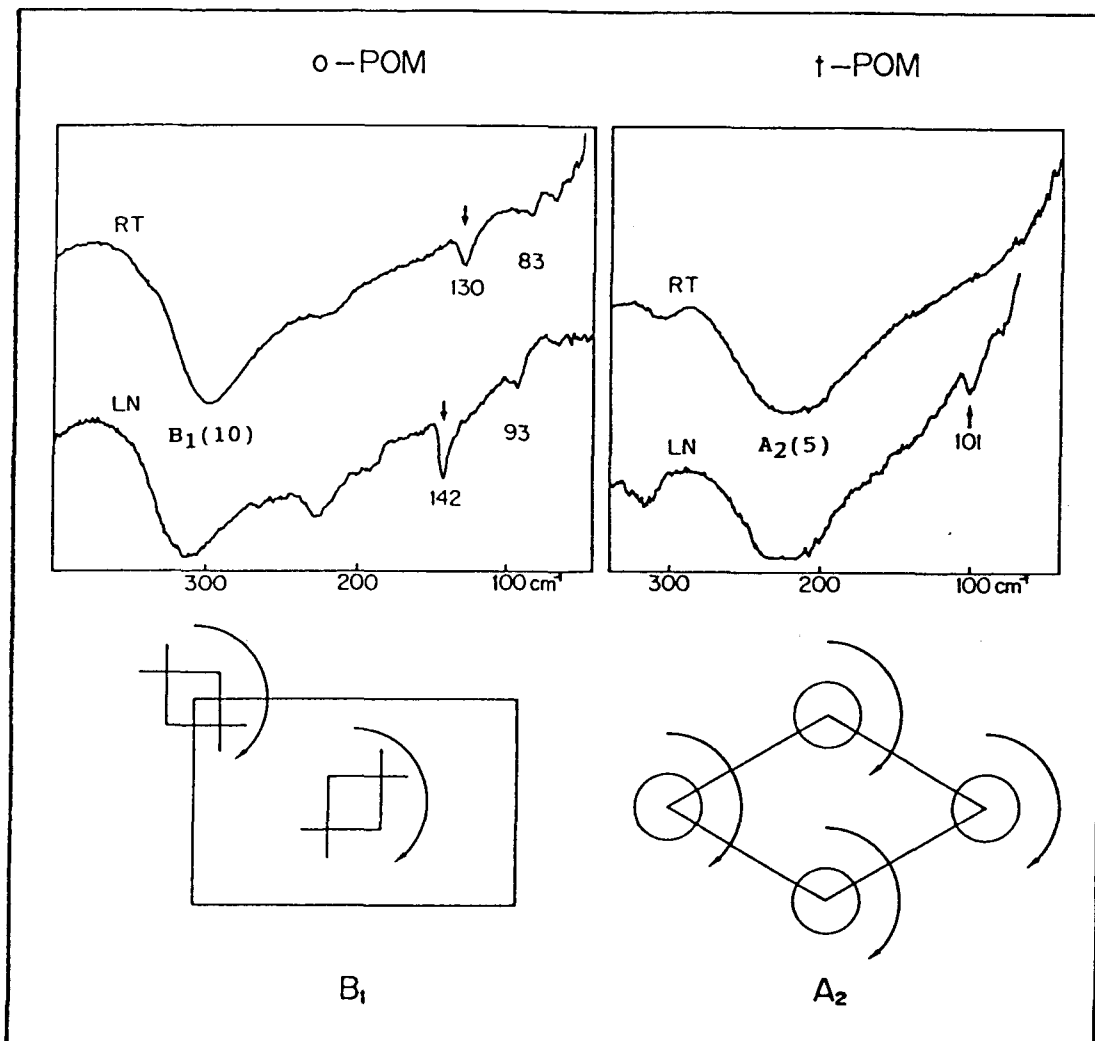 o-POM
t-POM
RT
130
83
LN
B₁(10)
142
93
300
200
100 cm⁻¹
RT
A₂(5)
LN
101
300
200
100 cm⁻¹
B₁
A₂